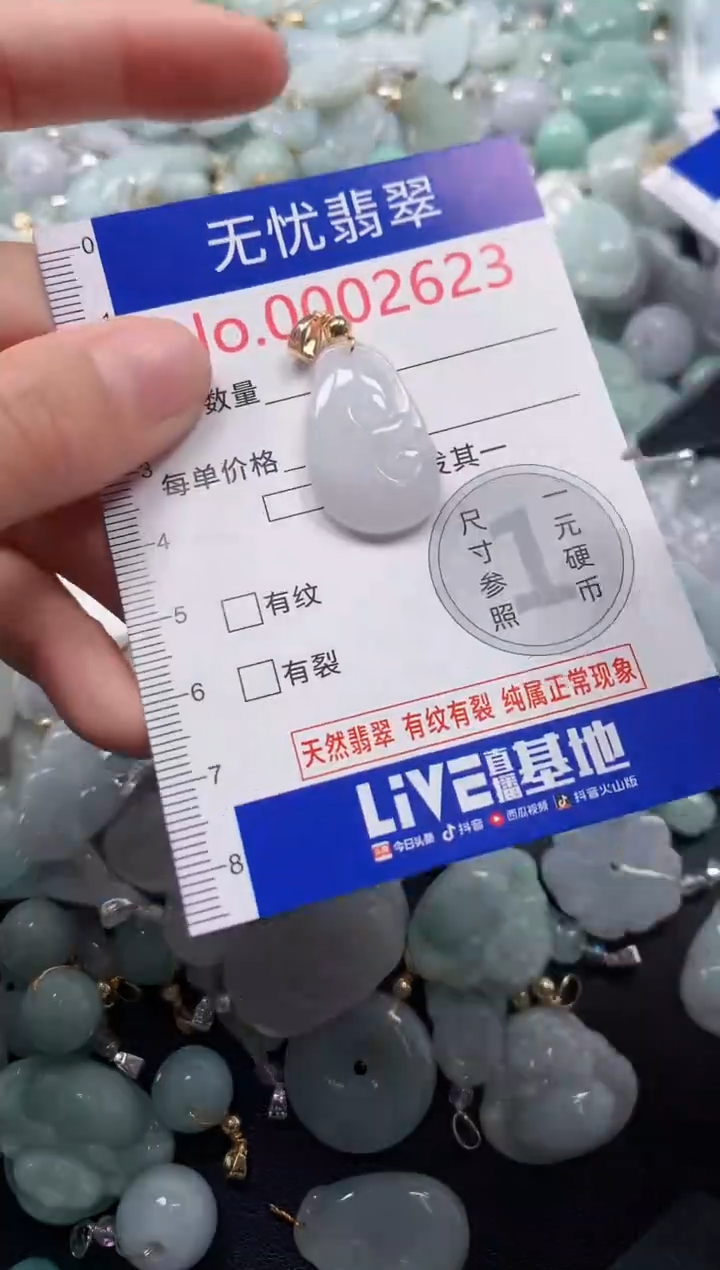 无忧翡翠
No.0002623
数量
每单价格
发其一
有纹
有裂
尺寸参照
一元硬币
1
天然翡翠 有纹有裂 纯属正常现象
LiVE直播基地
今日头条 抖音 西瓜视频 抖音火山版
0
1
3
4
5
6
7
8